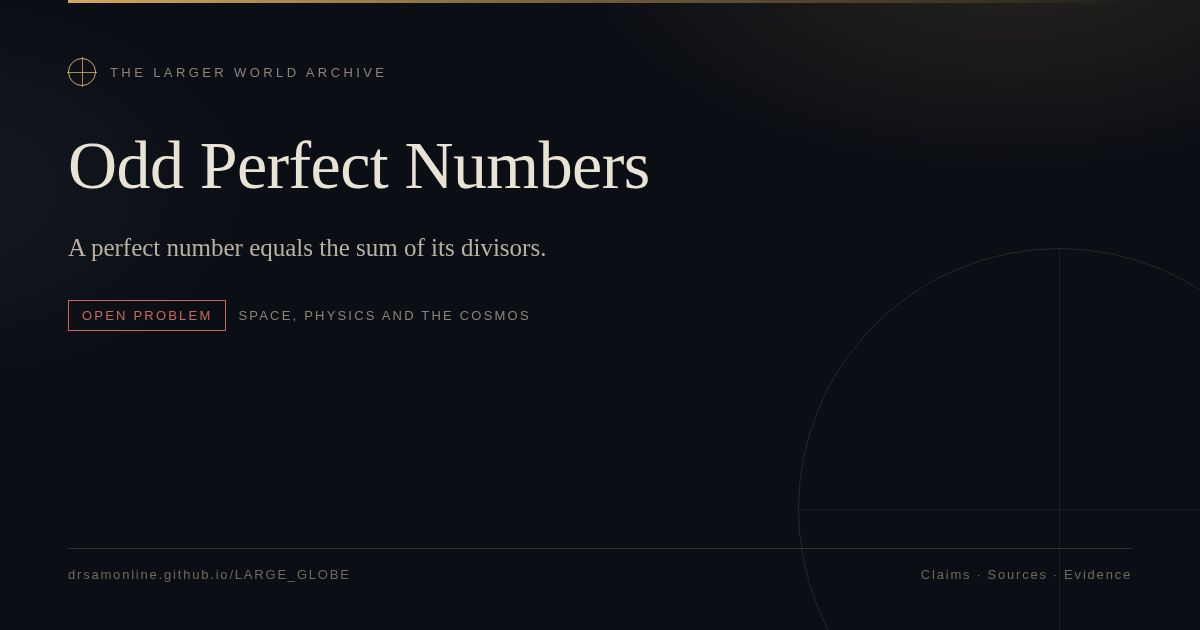 THE LARGER WORLD ARCHIVE
Odd Perfect Numbers
A perfect number equals the sum of its divisors.
OPEN PROBLEM SPACE, PHYSICS AND THE COSMOS
drsamonline.github.io/LARGE_GLOBE Claims · Sources · Evidence